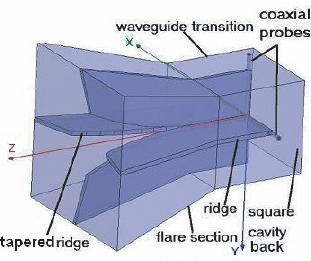 coaxial
waveguide transition
probes
X
Z
ridge
square
tapered ridge
flare section
cavity
Y
back